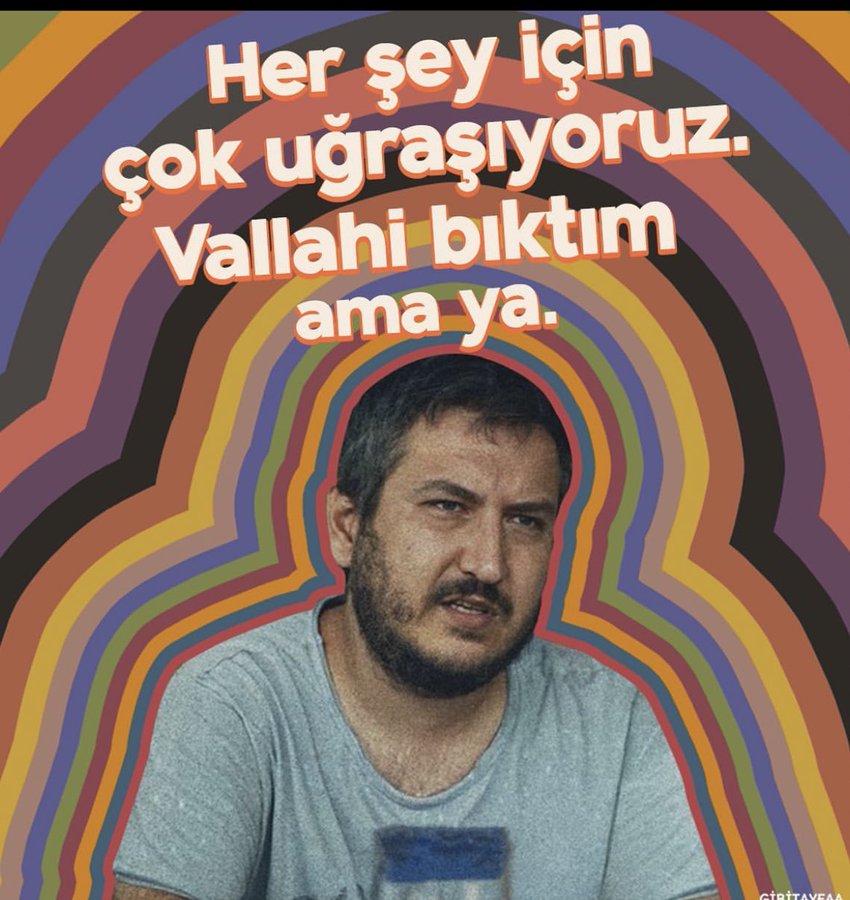 Her şey için
çok uğraşıyoruz.
Vallahi bıktım
ama ya.
GİBİTAYFAA